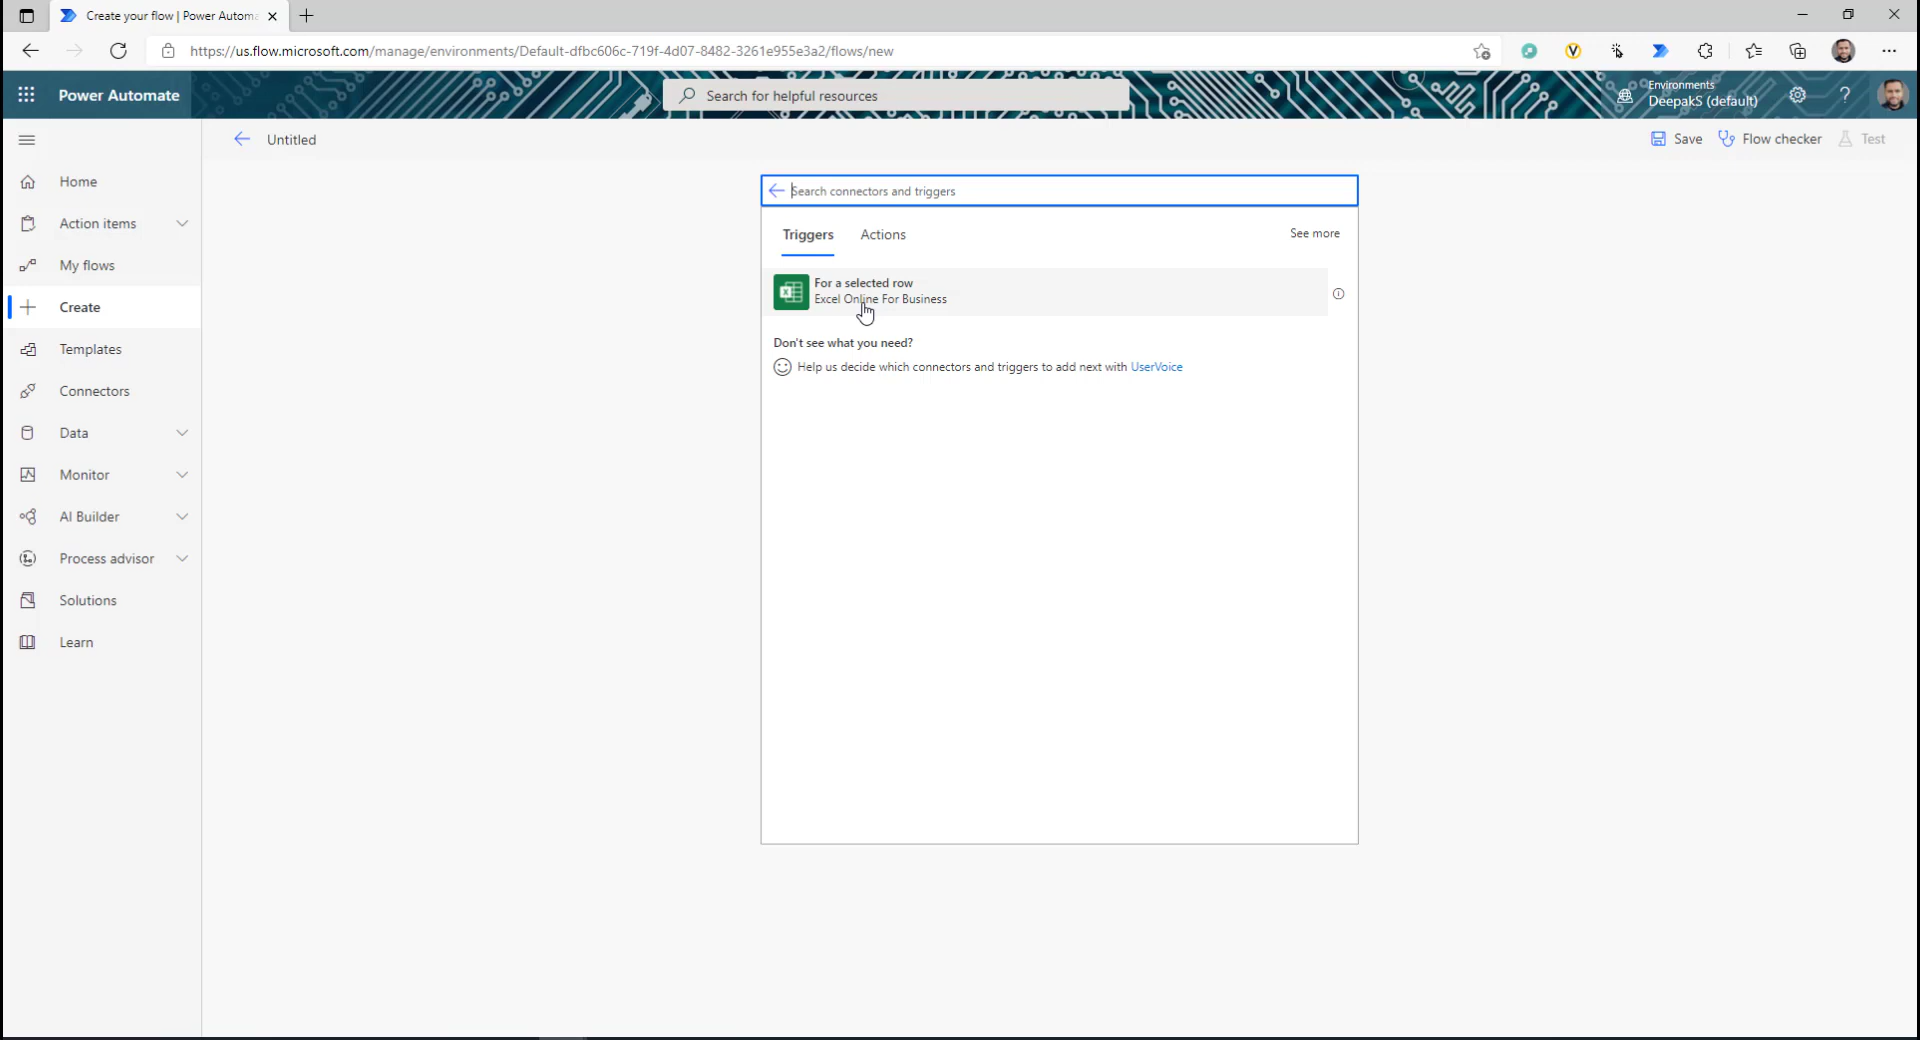 Create your flow | Power Automa
https://us.flow.microsoft.com/manage/environments/Default-dfbc606c-719f-4d07-8482-3261e955e3a2/flows/new
Power Automate
Search for helpful resources
Environments
DeepakS (default)
Untitled
Save
Flow checker
Test
Home
Action items
My flows
Create
Templates
Connectors
Data
Monitor
AI Builder
Process advisor
Solutions
Learn
Search connectors and triggers
Triggers
Actions
See more
For a selected row
Excel Online For Business
Don't see what you need?
Help us decide which connectors and triggers to add next with UserVoice